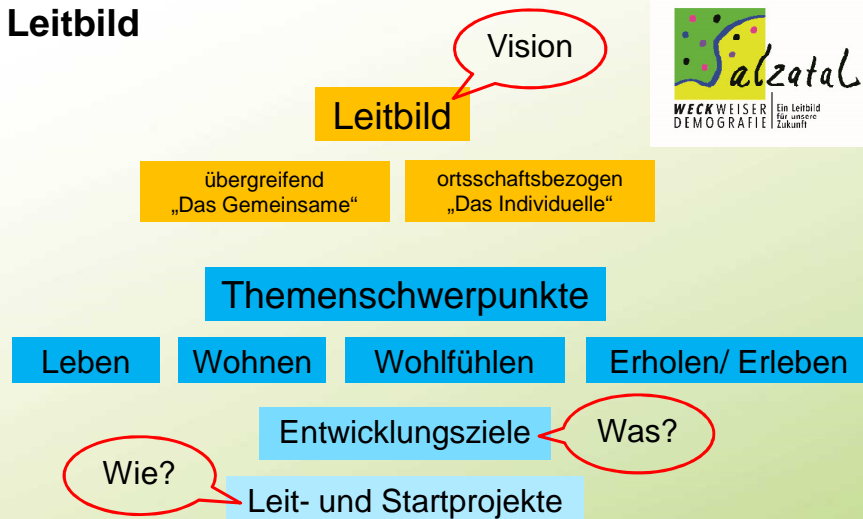 Leitbild
Vision
alzatal
WECKWEISER
DEMOGRAFIE
Ein Leitbild
für unsere
Zukunft
Leitbild
übergreifend
„Das Gemeinsame“
ortsschaftsbezogen
„Das Individuelle“
Themenschwerpunkte
Leben
Wohnen
Wohlfühlen
Erholen/ Erleben
Entwicklungsziele
Was?
Wie?
Leit- und Startprojekte